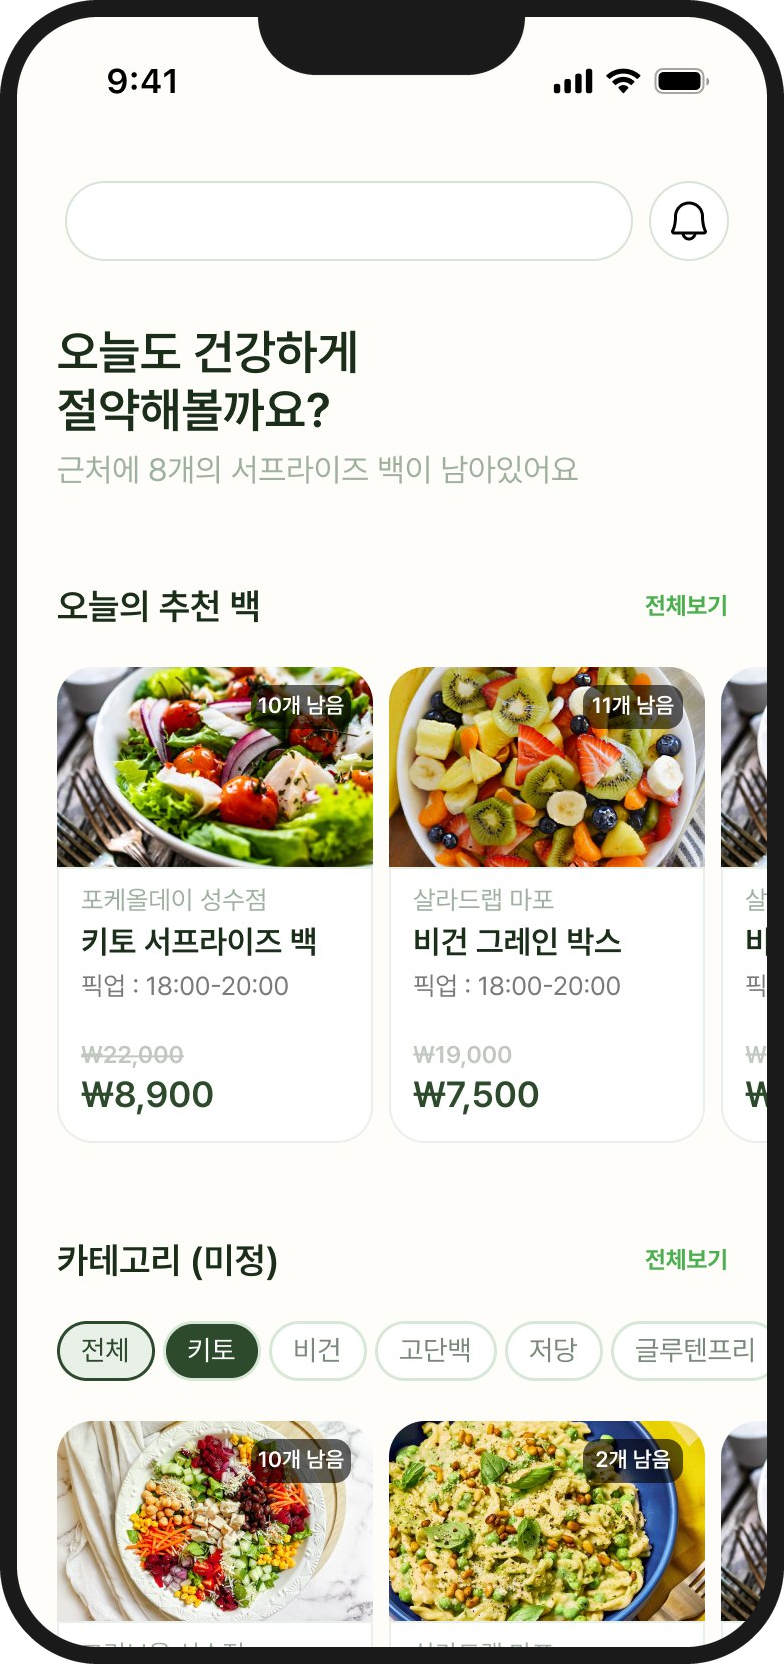 9:41
오늘도 건강하게
절약해볼까요?
근처에 8개의 서프라이즈 백이 남아있어요
오늘의 추천 백
전체보기
10개 남음
11개 남음
포케올데이 성수점
살라드랩 마포
살
키토 서프라이즈 백
비건 그레인 박스
픽업 : 18:00-20:00
픽업 : 18:00-20:00
픽
₩22,000
₩19,000
₩
₩8,900
₩7,500
카테고리 (미정)
전체보기
전체
키토
비건
고단백
저당
글루텐프리
10개 남음
2개 남음